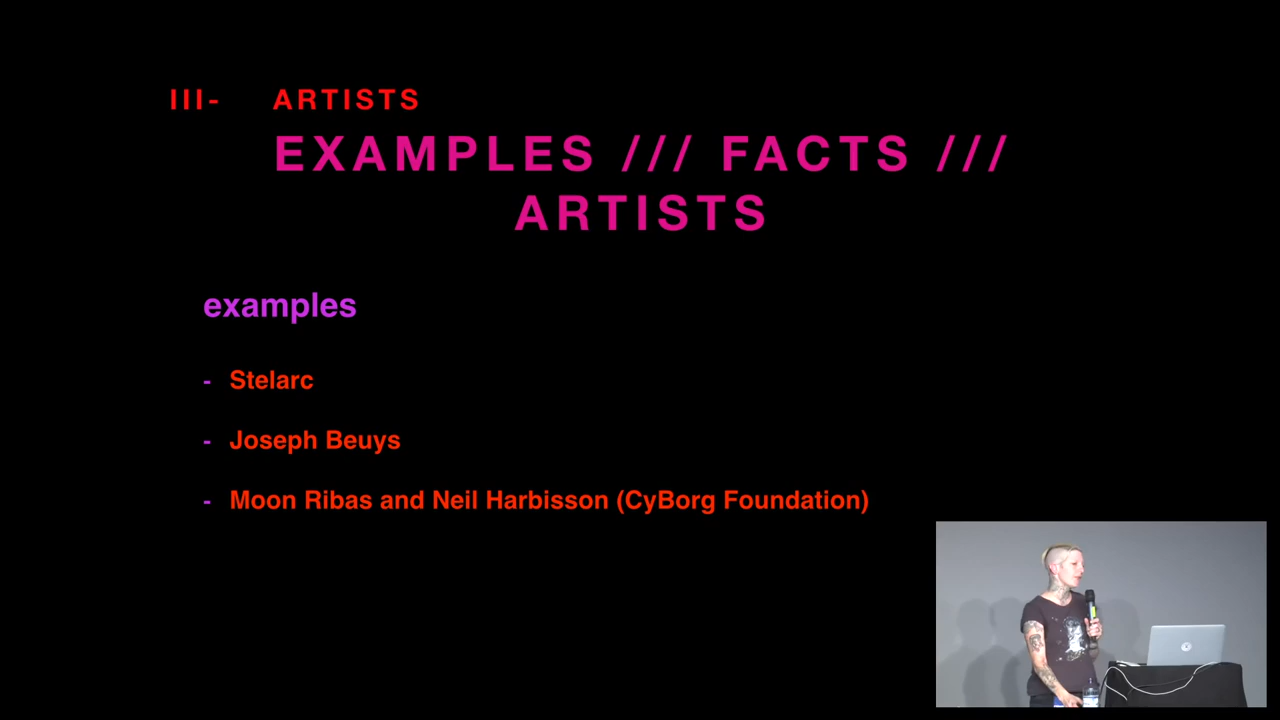 III- ARTISTS
EXAMPLES /// FACTS ///
ARTISTS
examples
- Stelarc
- Joseph Beuys
- Moon Ribas and Neil Harbisson (CyBorg Foundation)